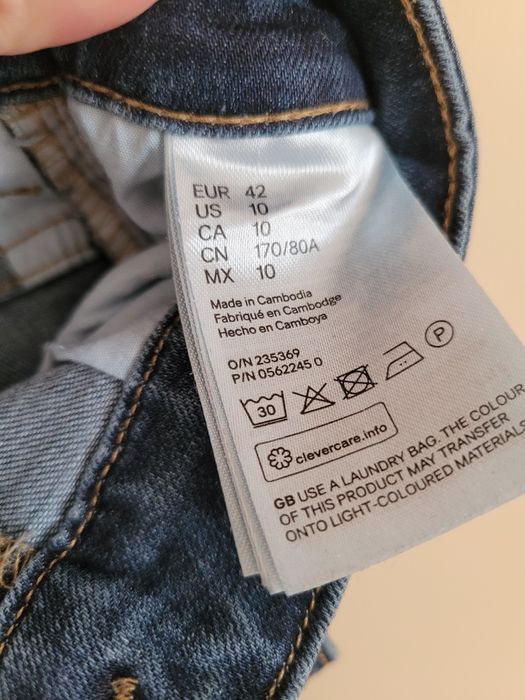 EUR 42
US 10
CA 10
CN 170/80A
MX 10
Made in Cambodia
Fabriqué en Cambodge
Hecho en Camboya
O/N 235369
P/N 0562245 0
30 P
clevercare.info
GB USE A LAUNDRY BAG. THE COLOUR
OF THIS PRODUCT MAY TRANSFER
ONTO LIGHT-COLOURED MATERIALS